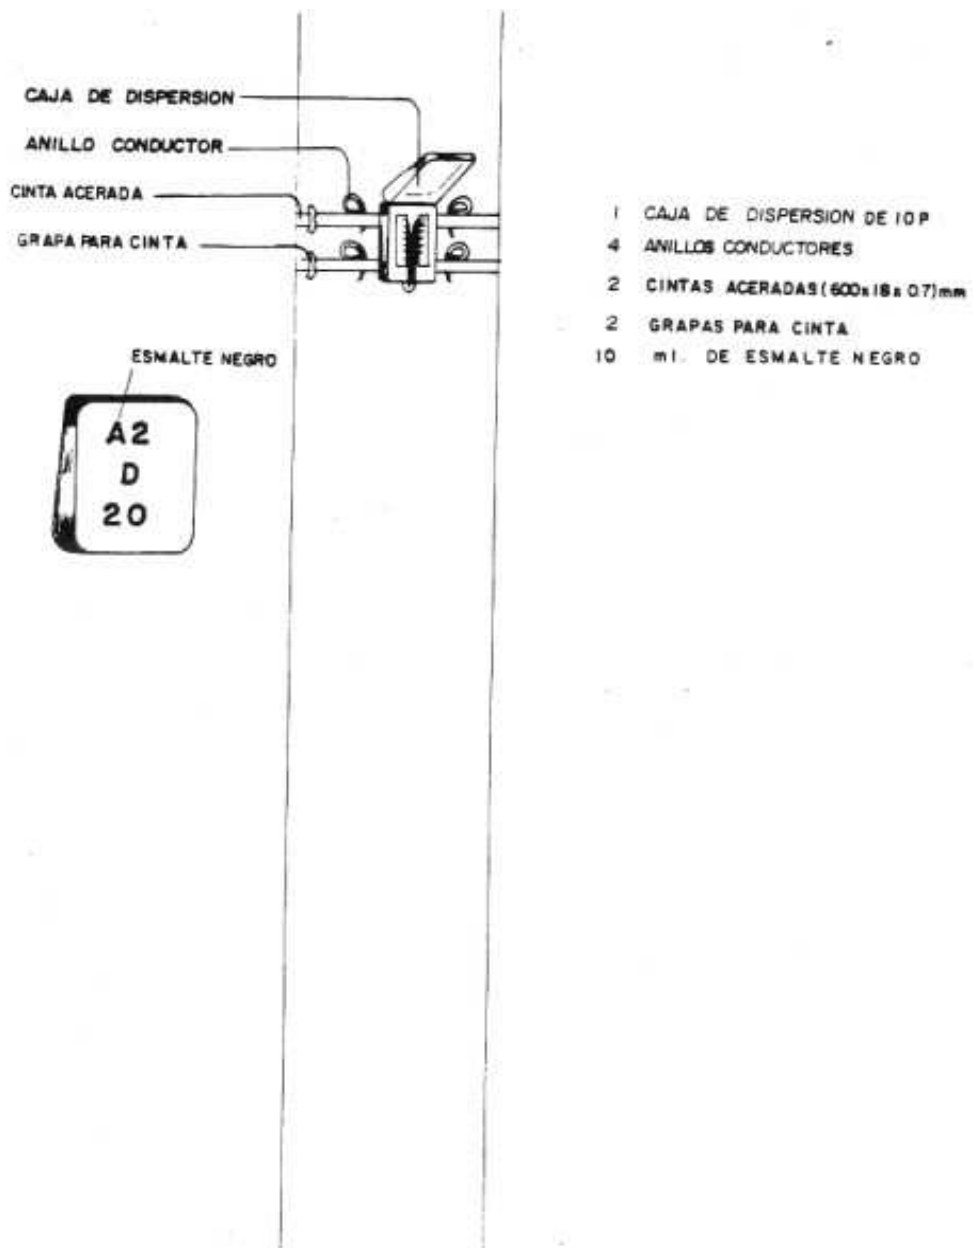 CAJA DE DISPERSION
ANILLO CONDUCTOR
CINTA ACERADA
GRAPA PARA CINTA
ESMALTE NEGRO
A2
D
20
1 CAJA DE DISPERSION DE 10 P
4 ANILLOS CONDUCTORES
2 CINTAS ACERADAS (600x18x0.7)mm
2 GRAPAS PARA CINTA
10 ml. DE ESMALTE NEGRO